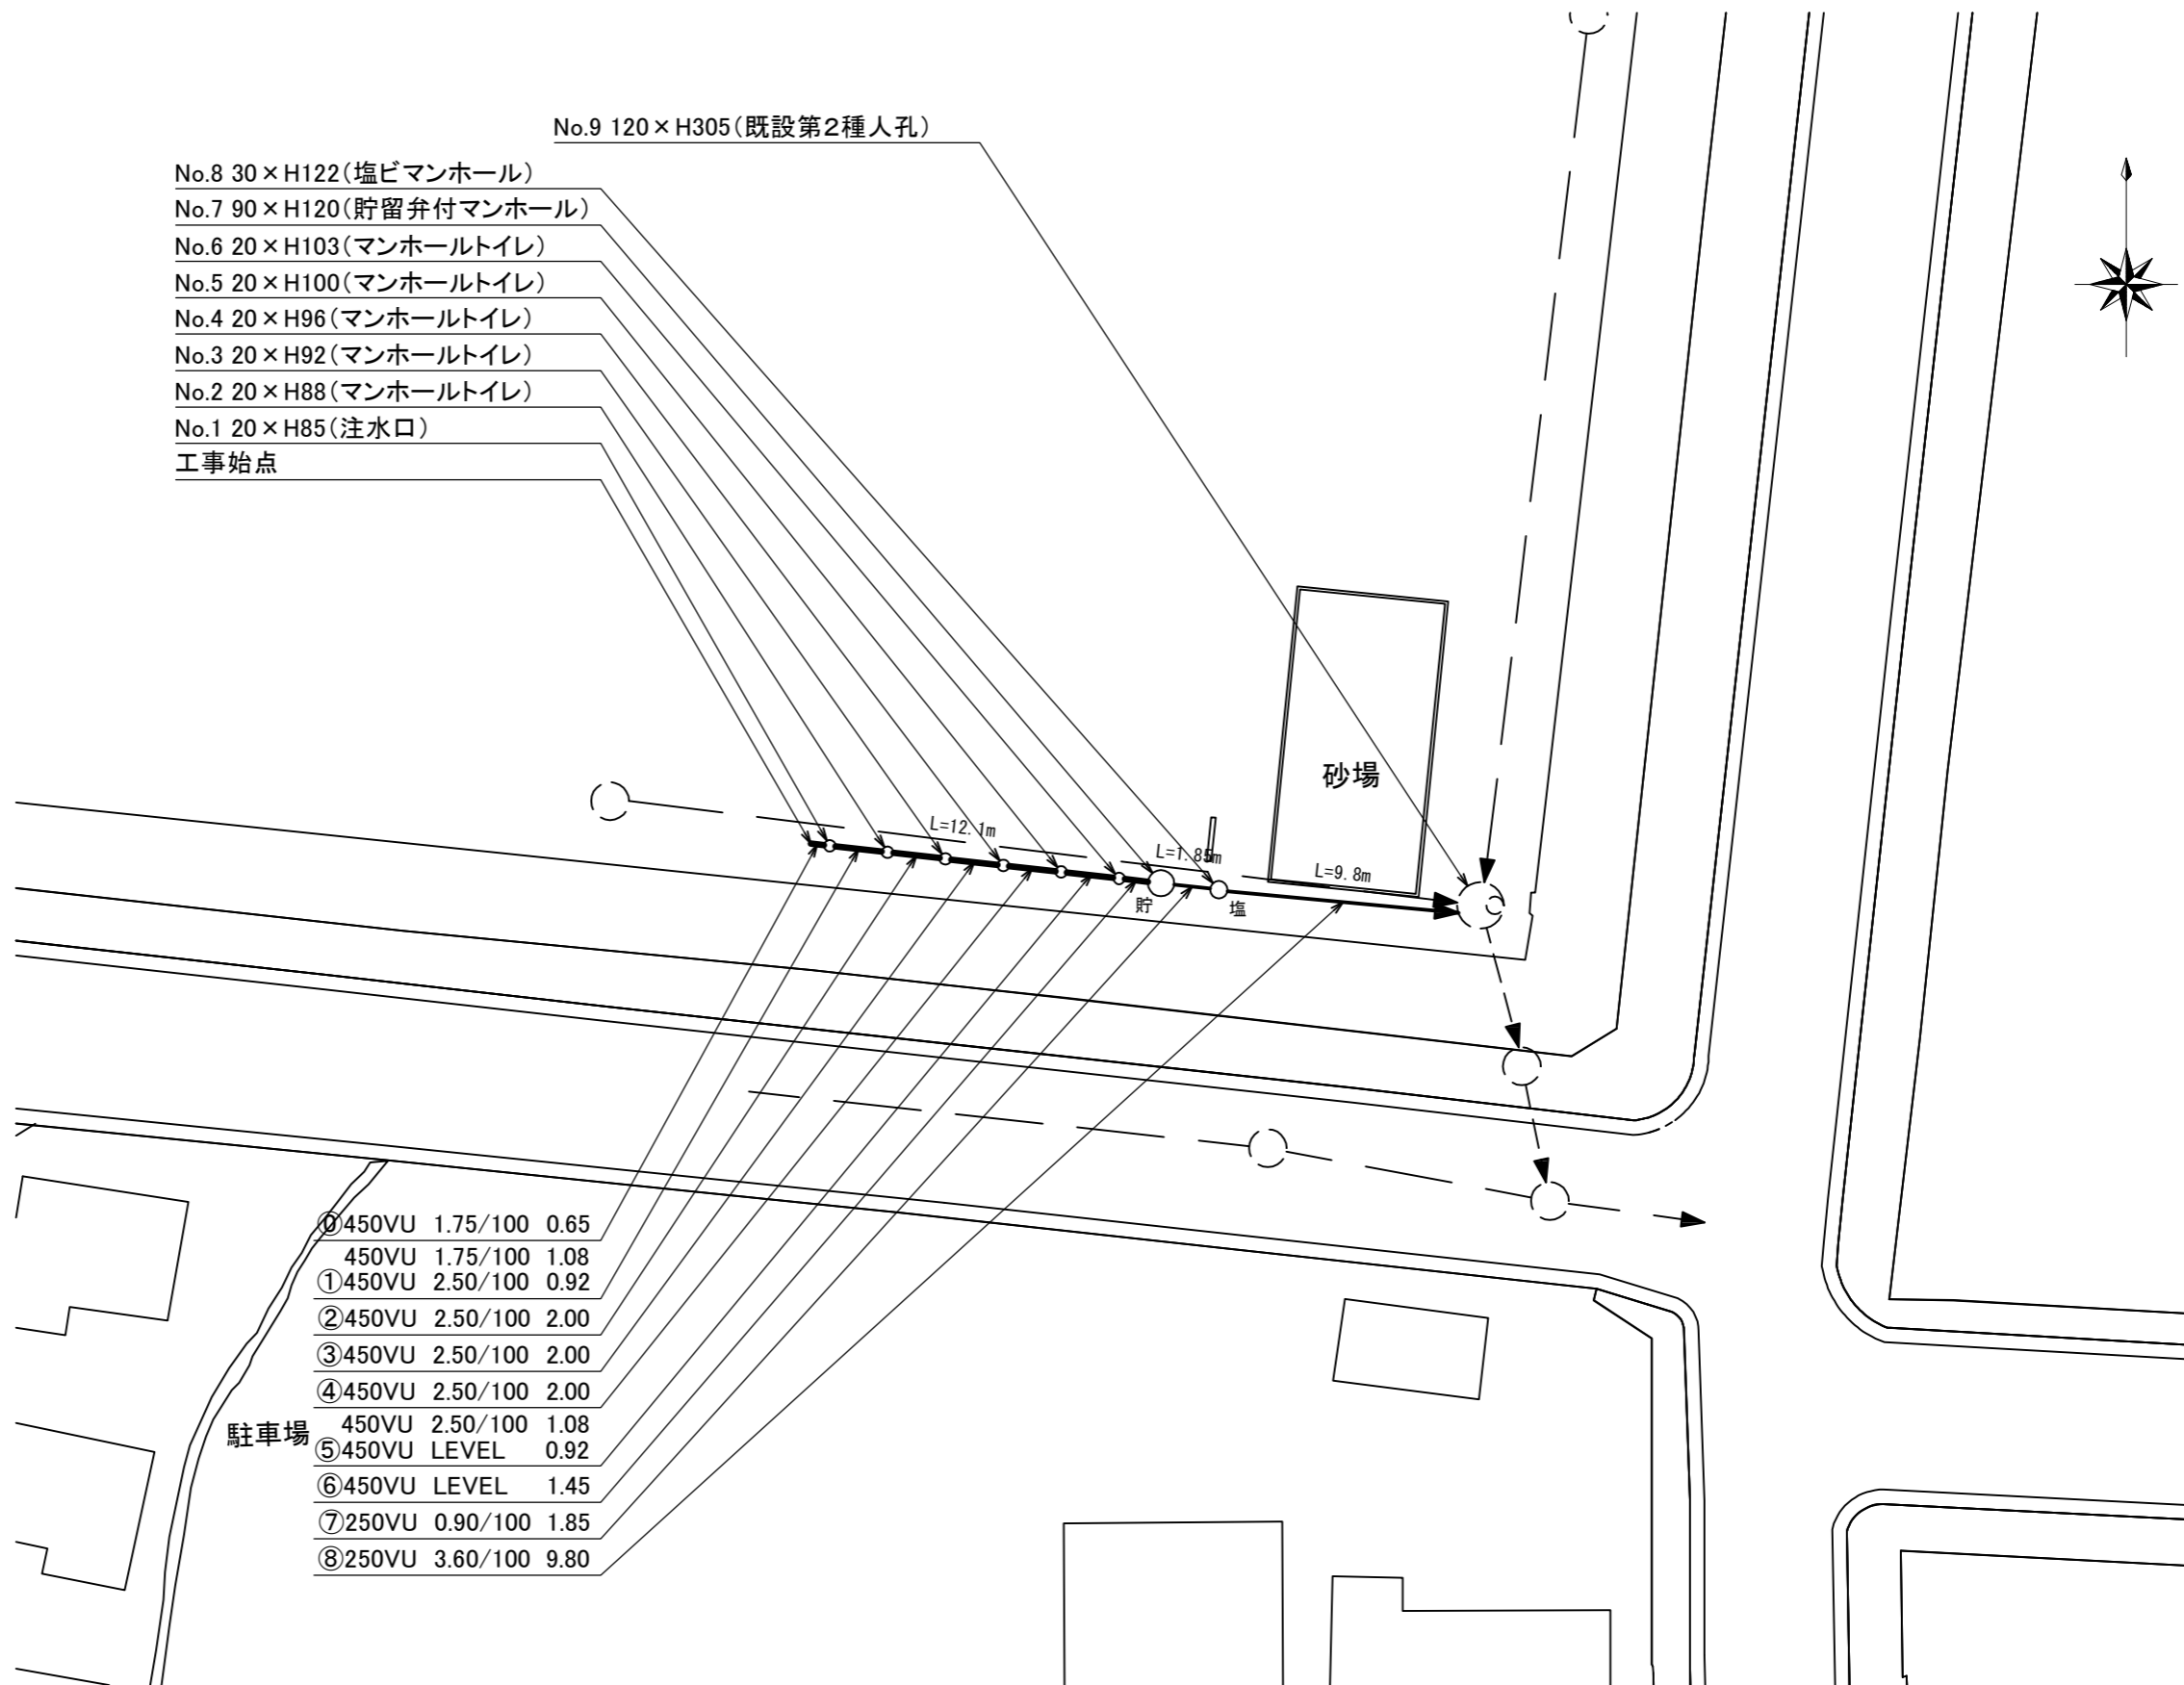 No.9 120×H305(既設第2種人孔)
No.8 30×H122(塩ビマンホール)
No.7 90×H120(貯留弁付マンホール)
No.6 20×H103(マンホールトイレ)
No.5 20×H100(マンホールトイレ)
No.4 20×H96(マンホールトイレ)
No.3 20×H92(マンホールトイレ)
No.2 20×H88(マンホールトイレ)
No.1 20×H85(注水口)
工事始点
砂場
L=12.1m
L=1.85m
L=9.8m
貯
塩
⓪450VU 1.75/100 0.65
450VU 1.75/100 1.08
①450VU 2.50/100 0.92
②450VU 2.50/100 2.00
③450VU 2.50/100 2.00
④450VU 2.50/100 2.00
450VU 2.50/100 1.08
駐車場
⑤450VU LEVEL 0.92
⑥450VU LEVEL 1.45
⑦250VU 0.90/100 1.85
⑧250VU 3.60/100 9.80